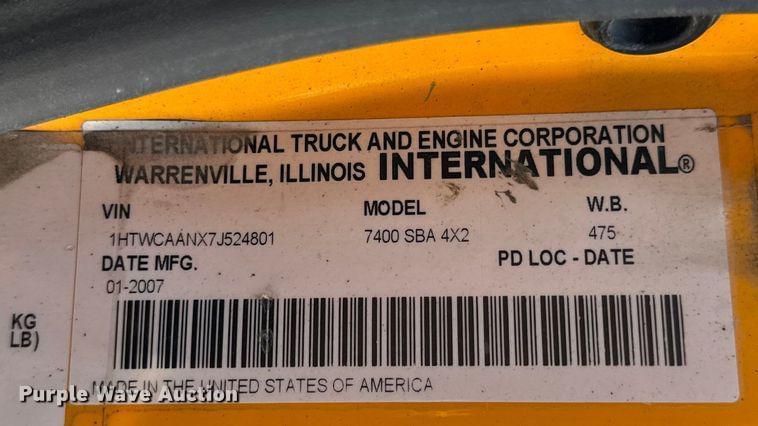 INTERNATIONAL TRUCK AND ENGINE CORPORATION
WARRENVILLE, ILLINOIS INTERNATIONAL®
VIN MODEL W.B.
1HTWCAANX7J524801 7400 SBA 4X2 475
DATE MFG. PD LOC - DATE
01-2007
KG
LB)
MADE IN THE UNITED STATES OF AMERICA
Purple Wave Auction